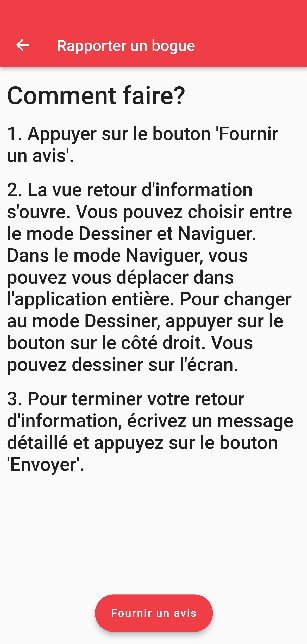 Rapporter un bogue
Comment faire?
1. Appuyer sur le bouton 'Fournir
un avis'.
2. La vue retour d'information
s'ouvre. Vous pouvez choisir entre
le mode Dessiner et Naviguer.
Dans le mode Naviguer, vous
pouvez vous déplacer dans
l'application entière. Pour changer
au mode Dessiner, appuyer sur le
bouton sur le côté droit. Vous
pouvez dessiner sur l'écran.
3. Pour terminer votre retour
d'information, écrivez un message
détaillé et appuyez sur le bouton
'Envoyer'.
Fournir un avis